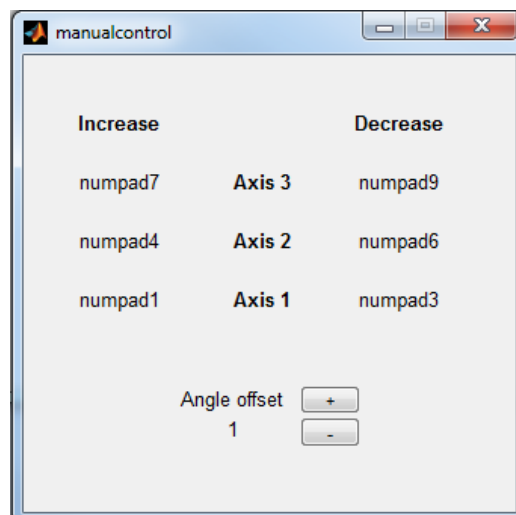 manualcontrol
Increase Decrease
numpad7 Axis 3 numpad9
numpad4 Axis 2 numpad6
numpad1 Axis 1 numpad3
Angle offset +
1 -